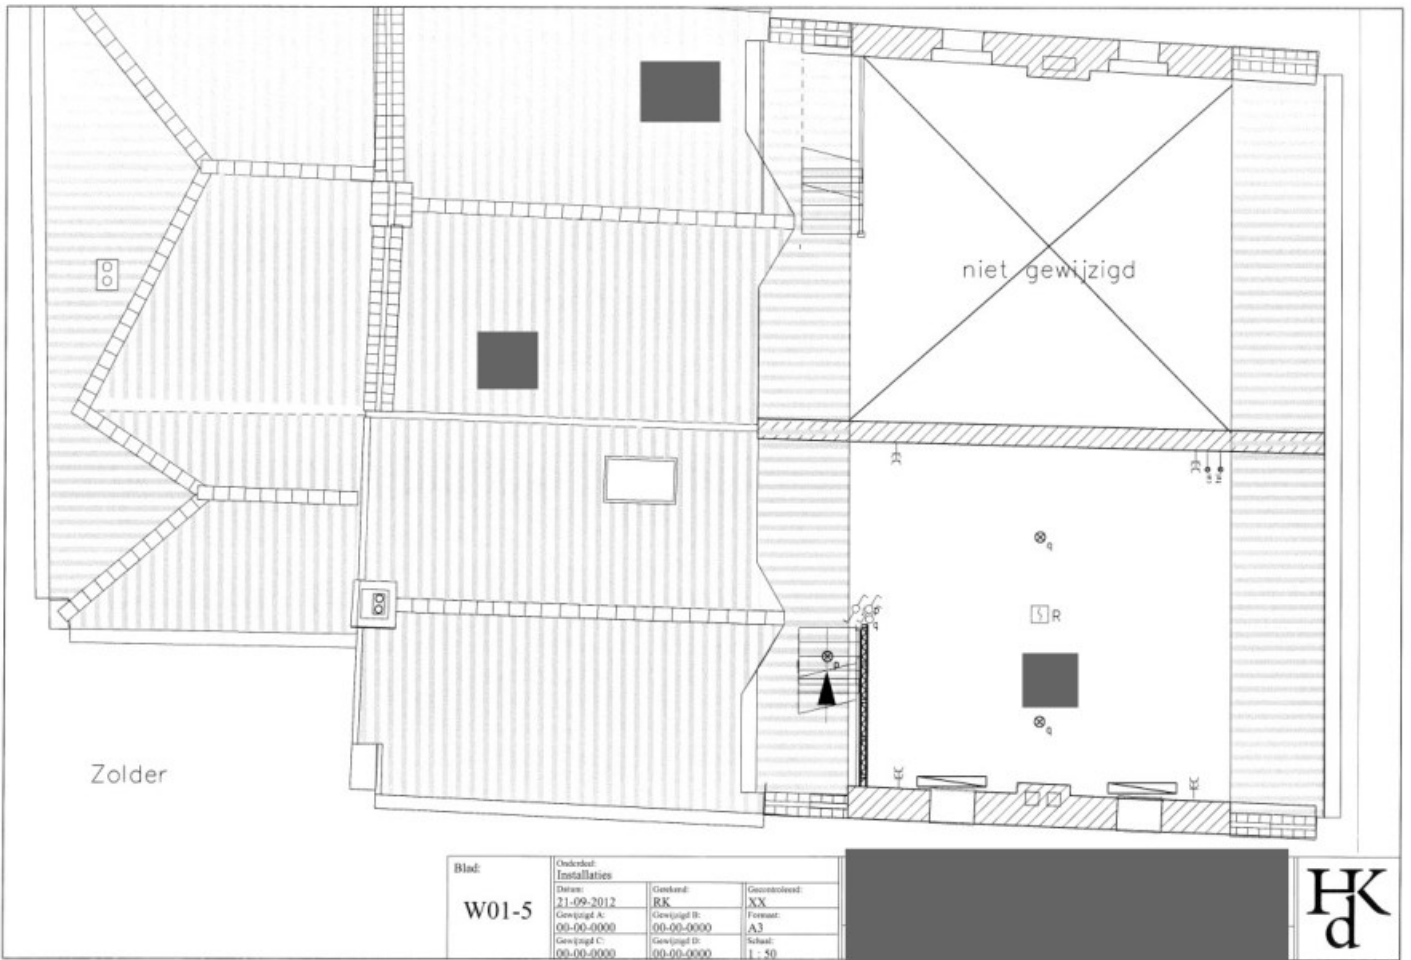 niet gewijzigd
q
R
p
q
p
q
Zolder
Blad:
W01-5
Onderdeel:
Installaties
Datum:
21-09-2012
Getekend:
RK
Gecontroleerd:
XX
Gewijzigd A:
00-00-0000
Gewijzigd B:
00-00-0000
Formaat:
A3
Gewijzigd C:
00-00-0000
Gewijzigd D:
00-00-0000
Schaal:
1 : 50
HKd